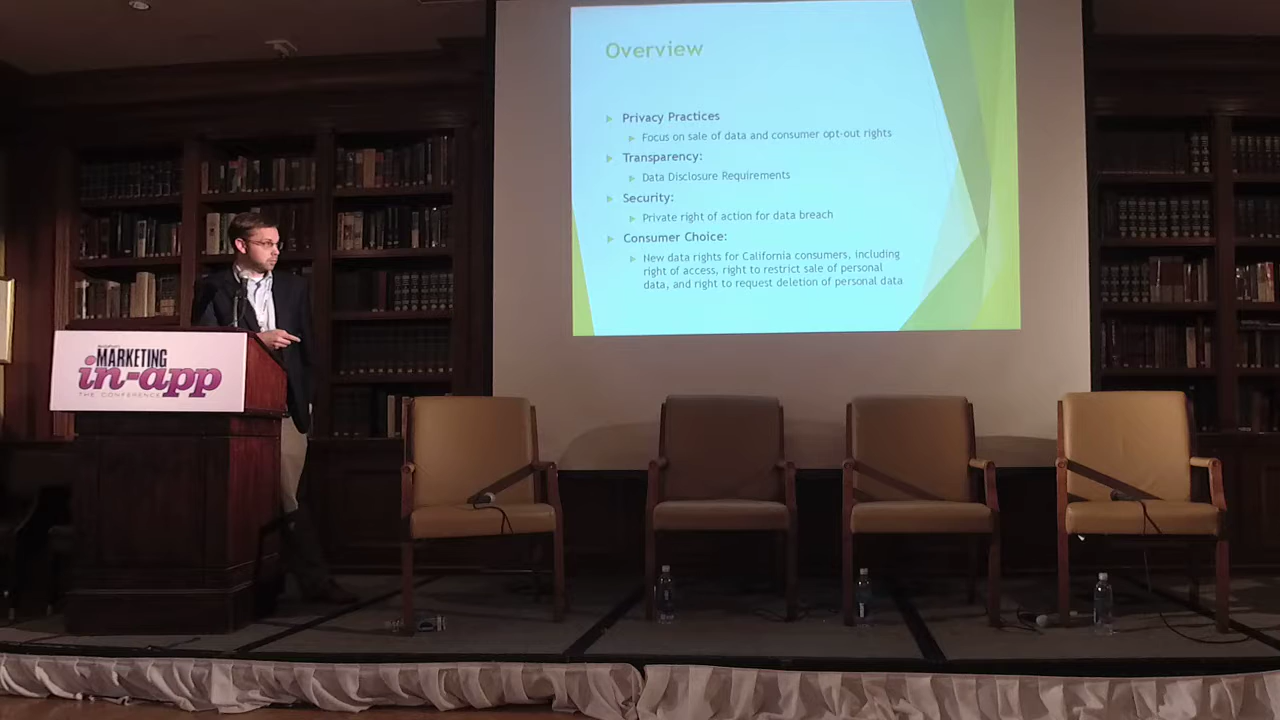 MARKETING
in-app
THE CONFERENCE
Overview
Privacy Practices
Focus on sale of data and consumer opt-out rights
Transparency:
Data Disclosure Requirements
Security:
Private right of action for data breach
Consumer Choice:
New data rights for California consumers, including
right of access, right to restrict sale of personal
data, and right to request deletion of personal data